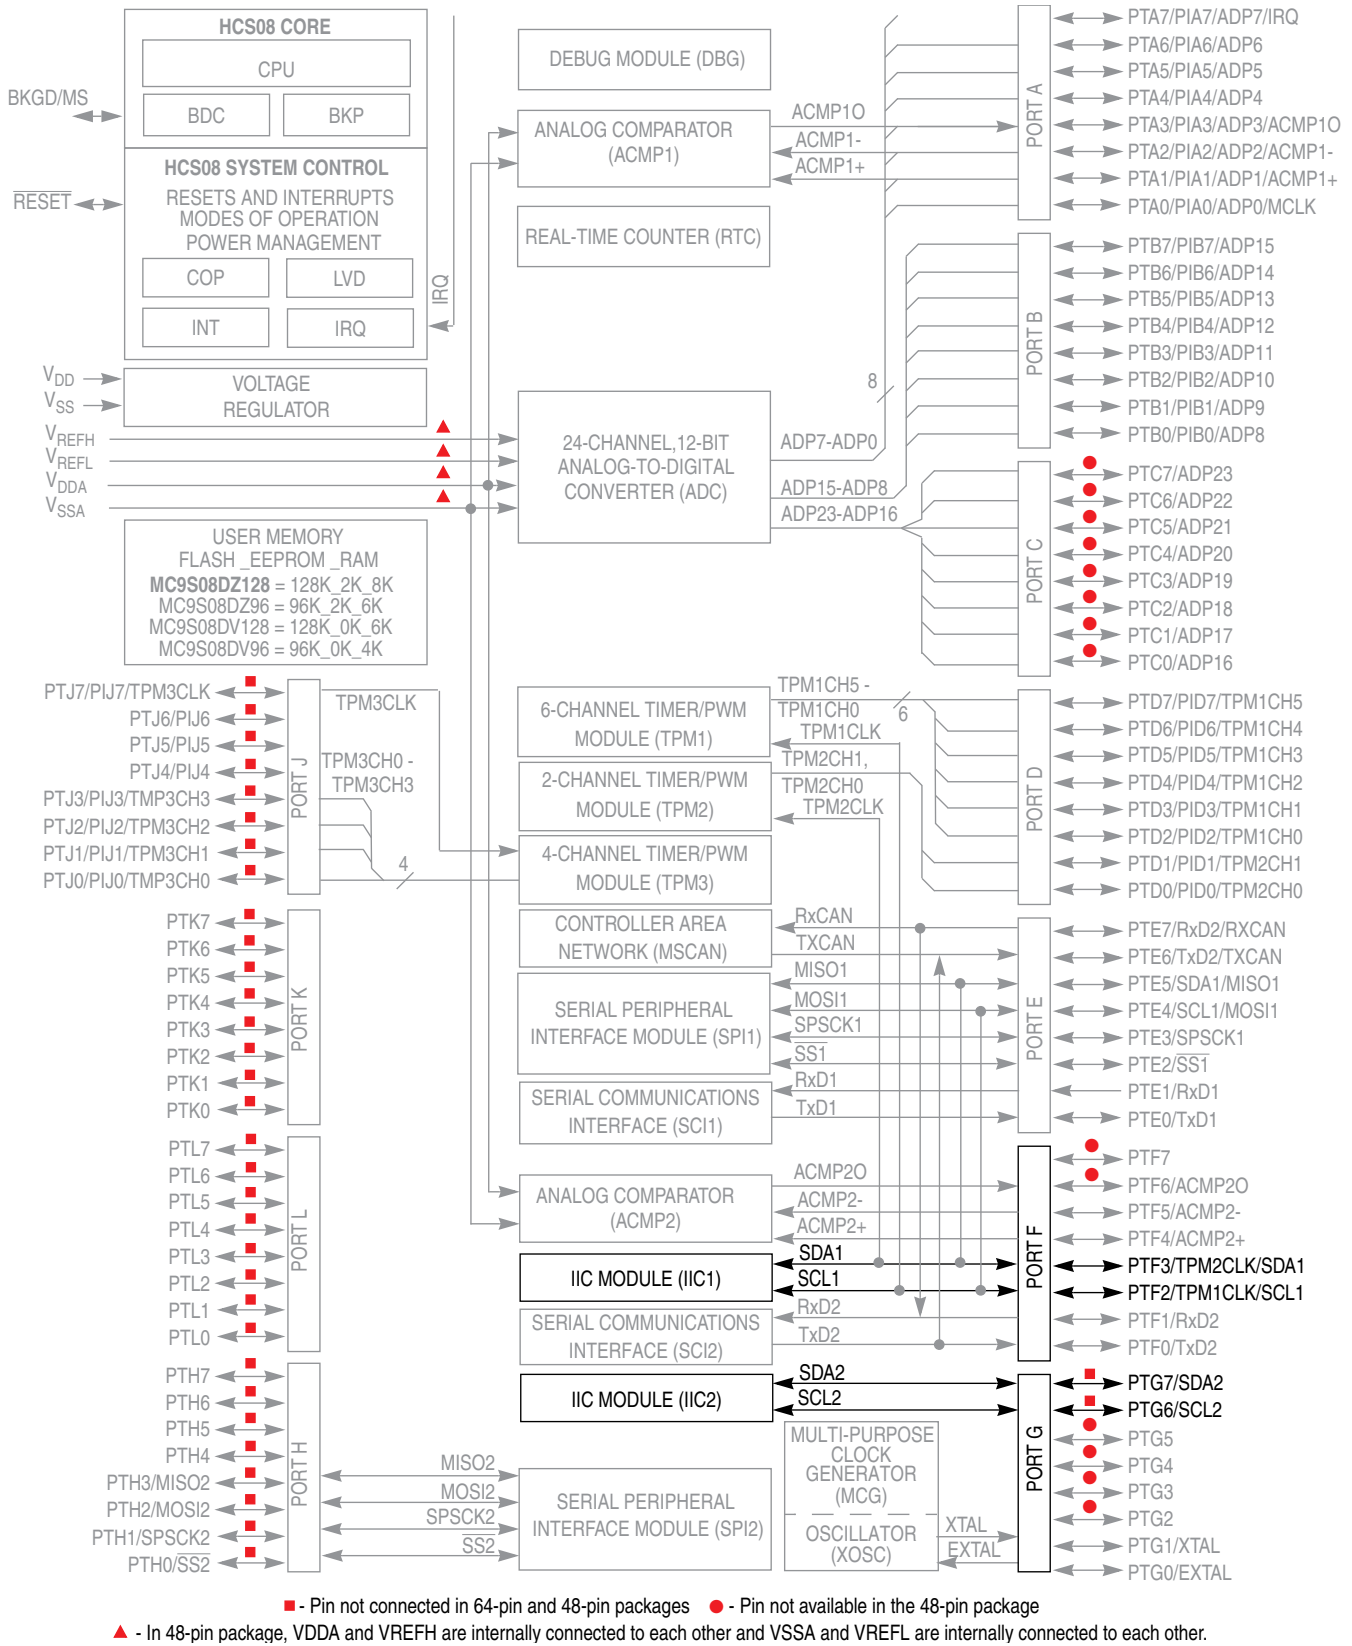 HCS08 CORE
CPU
BDC
BKP
BKGD/MS
HCS08 SYSTEM CONTROL
RESETS AND INTERRUPTS
MODES OF OPERATION
POWER MANAGEMENT
RESET
COP
LVD
INT
IRQ
IRQ
VDD
VSS
VOLTAGE
REGULATOR
VREFH
VREFL
VDDA
VSSA
USER MEMORY
FLASH _EEPROM _RAM
MC9S08DZ128 = 128K_2K_8K
MC9S08DZ96 = 96K_2K_6K
MC9S08DV128 = 128K_0K_6K
MC9S08DV96 = 96K_0K_4K
PTJ7/PIJ7/TPM3CLK
PTJ6/PIJ6
PTJ5/PIJ5
PTJ4/PIJ4
PTJ3/PIJ3/TMP3CH3
PTJ2/PIJ2/TPM3CH2
PTJ1/PIJ1/TPM3CH1
PTJ0/PIJ0/TMP3CH0
PORT J
TPM3CLK
TPM3CH0 -
TPM3CH3
4
PTK7
PTK6
PTK5
PTK4
PTK3
PTK2
PTK1
PTK0
PORT K
PTL7
PTL6
PTL5
PTL4
PTL3
PTL2
PTL1
PTL0
PORT L
PTH7
PTH6
PTH5
PTH4
PTH3/MISO2
PTH2/MOSI2
PTH1/SPSCK2
PTH0/SS2
PORT H
MISO2
MOSI2
SPSCK2
SS2
DEBUG MODULE (DBG)
ANALOG COMPARATOR
(ACMP1)
ACMP1O
ACMP1-
ACMP1+
REAL-TIME COUNTER (RTC)
24-CHANNEL,12-BIT
ANALOG-TO-DIGITAL
CONVERTER (ADC)
8
ADP7-ADP0
ADP15-ADP8
ADP23-ADP16
6-CHANNEL TIMER/PWM
MODULE (TPM1)
TPM1CH5 -
TPM1CH0
6
TPM1CLK
2-CHANNEL TIMER/PWM
MODULE (TPM2)
TPM2CH1,
TPM2CH0
TPM2CLK
4-CHANNEL TIMER/PWM
MODULE (TPM3)
CONTROLLER AREA
NETWORK (MSCAN)
RxCAN
TXCAN
SERIAL PERIPHERAL
INTERFACE MODULE (SPI1)
MISO1
MOSI1
SPSCK1
SS1
SERIAL COMMUNICATIONS
INTERFACE (SCI1)
RxD1
TxD1
ANALOG COMPARATOR
(ACMP2)
ACMP2O
ACMP2-
ACMP2+
IIC MODULE (IIC1)
SDA1
SCL1
SERIAL COMMUNICATIONS
INTERFACE (SCI2)
RxD2
TxD2
IIC MODULE (IIC2)
SDA2
SCL2
MULTI-PURPOSE
CLOCK
GENERATOR
(MCG)
OSCILLATOR
(XOSC)
XTAL
EXTAL
SERIAL PERIPHERAL
INTERFACE MODULE (SPI2)
PORT A
PTA7/PIA7/ADP7/IRQ
PTA6/PIA6/ADP6
PTA5/PIA5/ADP5
PTA4/PIA4/ADP4
PTA3/PIA3/ADP3/ACMP1O
PTA2/PIA2/ADP2/ACMP1-
PTA1/PIA1/ADP1/ACMP1+
PTA0/PIA0/ADP0/MCLK
PORT B
PTB7/PIB7/ADP15
PTB6/PIB6/ADP14
PTB5/PIB5/ADP13
PTB4/PIB4/ADP12
PTB3/PIB3/ADP11
PTB2/PIB2/ADP10
PTB1/PIB1/ADP9
PTB0/PIB0/ADP8
PORT C
PTC7/ADP23
PTC6/ADP22
PTC5/ADP21
PTC4/ADP20
PTC3/ADP19
PTC2/ADP18
PTC1/ADP17
PTC0/ADP16
PORT D
PTD7/PID7/TPM1CH5
PTD6/PID6/TPM1CH4
PTD5/PID5/TPM1CH3
PTD4/PID4/TPM1CH2
PTD3/PID3/TPM1CH1
PTD2/PID2/TPM1CH0
PTD1/PID1/TPM2CH1
PTD0/PID0/TPM2CH0
PORT E
PTE7/RxD2/RXCAN
PTE6/TxD2/TXCAN
PTE5/SDA1/MISO1
PTE4/SCL1/MOSI1
PTE3/SPSCK1
PTE2/SS1
PTE1/RxD1
PTE0/TxD1
PORT F
PTF7
PTF6/ACMP2O
PTF5/ACMP2-
PTF4/ACMP2+
PTF3/TPM2CLK/SDA1
PTF2/TPM1CLK/SCL1
PTF1/RxD2
PTF0/TxD2
PORT G
PTG7/SDA2
PTG6/SCL2
PTG5
PTG4
PTG3
PTG2
PTG1/XTAL
PTG0/EXTAL
- Pin not connected in 64-pin and 48-pin packages
- Pin not available in the 48-pin package
- In 48-pin package, VDDA and VREFH are internally connected to each other and VSSA and VREFL are internally connected to each other.